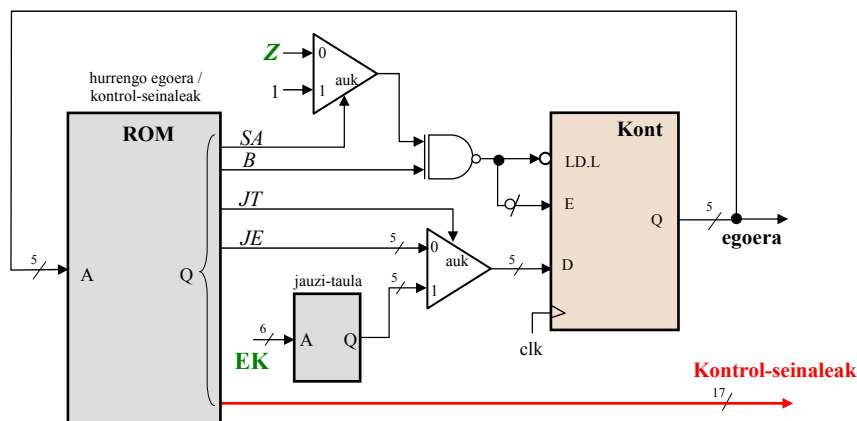 Z
0
hurrengo egoera /
kontrol-seinaleak
auk
1
1
ROM
Kont
SA
B
LD.L
JT
E
5
Q
JE
5
0
egoera
auk
5
D
5
A
Q
jauzi-taula
5
1
6
A
Q
EK
clk
Kontrol-seinaleak
17